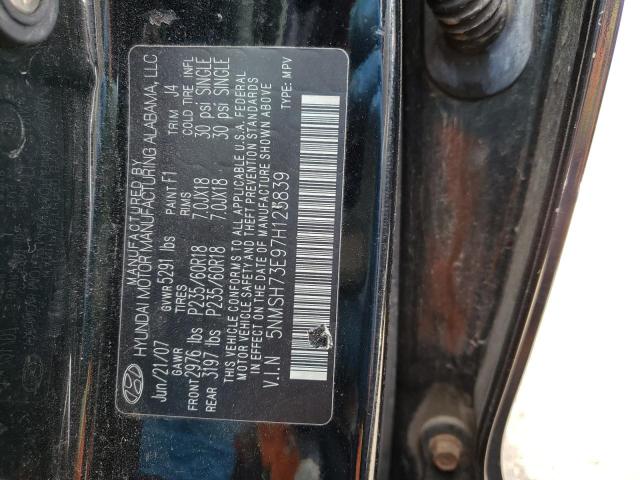 MANUFACTURED BY
HYUNDAI MOTOR MANUFACTURING ALABAMA, LLC
Jun/21/07 GVWR 5291 lbs PAINT F1 TRIM J4
GAWR TIRES RIMS COLD TIRE INFL
FRONT 2976 lbs P235/60R18 7.0JX18 30 psi SINGLE
REAR 3197 lbs P235/60R18 7.0JX18 30 psi SINGLE
THIS VEHICLE CONFORMS TO ALL APPLICABLE U.S.A. FEDERAL
MOTOR VEHICLE SAFETY AND THEFT PREVENTION STANDARDS
IN EFFECT ON THE DATE OF MANUFACTURE SHOWN ABOVE
V.I.N 5NMSH73E97H125839 TYPE: MPV